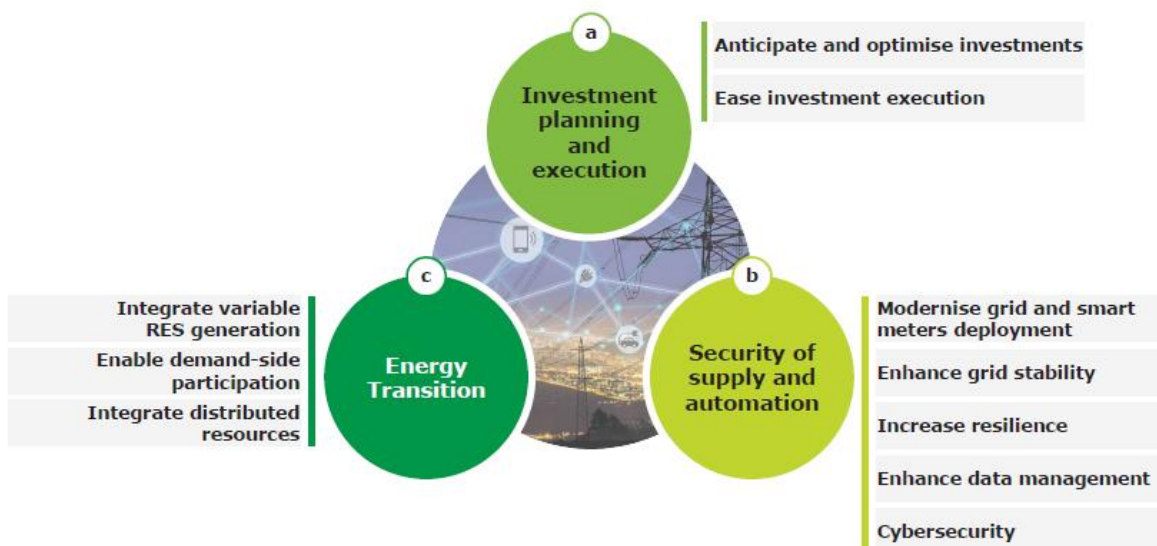 a
Investment
planning
and
execution
Anticipate and optimise investments
Ease investment execution
b
Security of
supply and
automation
Modernise grid and smart
meters deployment
Enhance grid stability
Increase resilience
Enhance data management
Cybersecurity
c
Energy
Transition
Integrate variable
RES generation
Enable demand-side
participation
Integrate distributed
resources